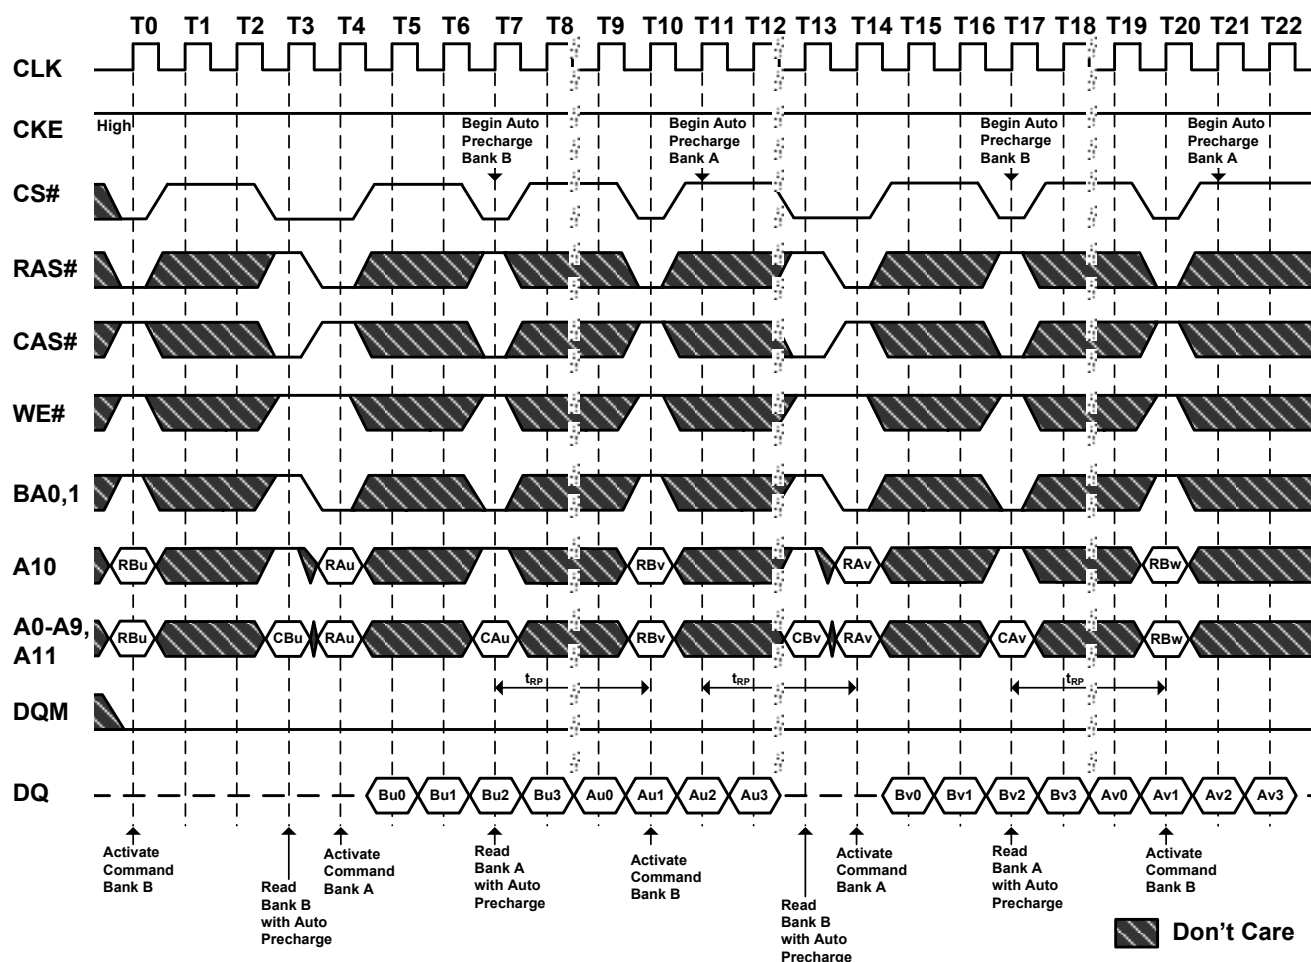 T0 T1 T2 T3 T4 T5 T6 T7 T8 T9 T10 T11 T12 T13 T14 T15 T16 T17 T18 T19 T20 T21 T22
CLK
CKE
High
Begin Auto
Precharge
Bank B
Begin Auto
Precharge
Bank A
Begin Auto
Precharge
Bank B
Begin Auto
Precharge
Bank A
CS#
RAS#
CAS#
WE#
BA0,1
A10
RBu RAu RBv RAv RBw
A0-A9,
A11
RBu CBu RAu CAu RBv CBv RAv CAv RBw
tRP tRP tRP
DQM
DQ
Bu0 Bu1 Bu2 Bu3 Au0 Au1 Au2 Au3 Bv0 Bv1 Bv2 Bv3 Av0 Av1 Av2 Av3
Activate
Command
Bank B
Read
Bank B
with Auto
Precharge
Activate
Command
Bank A
Read
Bank A
with Auto
Precharge
Activate
Command
Bank B
Read
Bank B
with Auto
Precharge
Activate
Command
Bank A
Read
Bank A
with Auto
Precharge
Activate
Command
Bank B
Don't Care